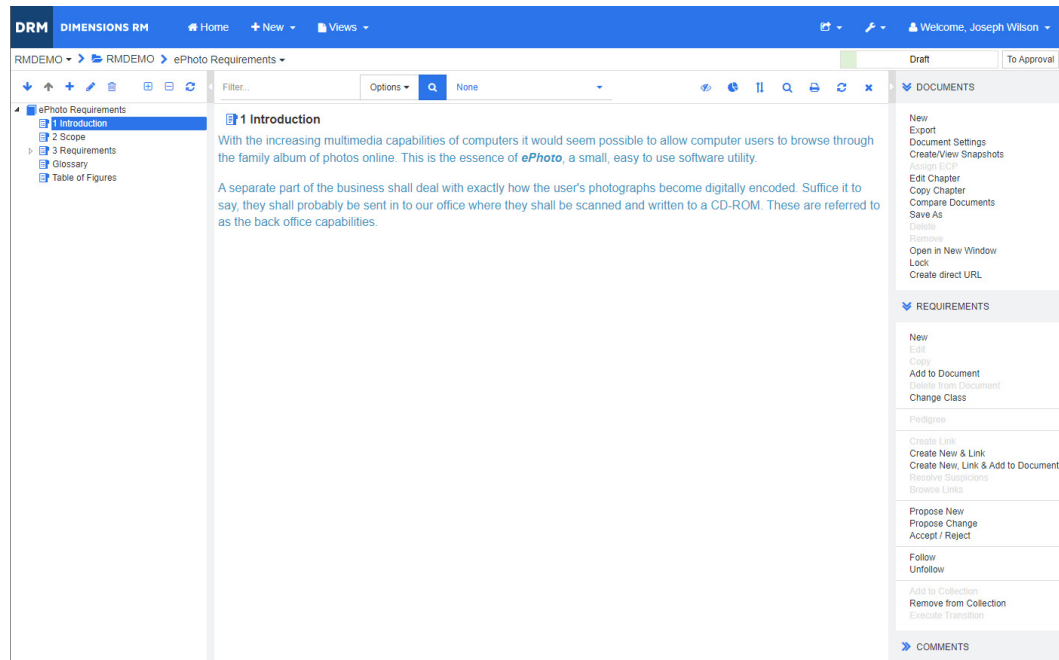 DRM DIMENSIONS RM Home New Views Welcome, Joseph Wilson
RMDEMO RMDEMO ePhoto Requirements Draft To Approval
Filter... Options None
ePhoto Requirements
1 Introduction
2 Scope
3 Requirements
Glossary
Table of Figures
1 Introduction
With the increasing multimedia capabilities of computers it would seem possible to allow computer users to browse through
the family album of photos online. This is the essence of ePhoto, a small, easy to use software utility.
A separate part of the business shall deal with exactly how the user's photographs become digitally encoded. Suffice it to
say, they shall probably be sent in to our office where they shall be scanned and written to a CD-ROM. These are referred to
as the back office capabilities.
DOCUMENTS
New
Export
Document Settings
Create/View Snapshots
Assign ECP
Edit Chapter
Copy Chapter
Compare Documents
Save As
Delete
Remove
Open in New Window
Lock
Create direct URL
REQUIREMENTS
New
Edit
Copy
Add to Document
Delete from Document
Change Class
Pedigree
Create Link
Create New & Link
Create New, Link & Add to Document
Resolve Suspicions
Browse Links
Propose New
Propose Change
Accept / Reject
Follow
Unfollow
Add to Collection
Remove from Collection
Execute Transition
COMMENTS